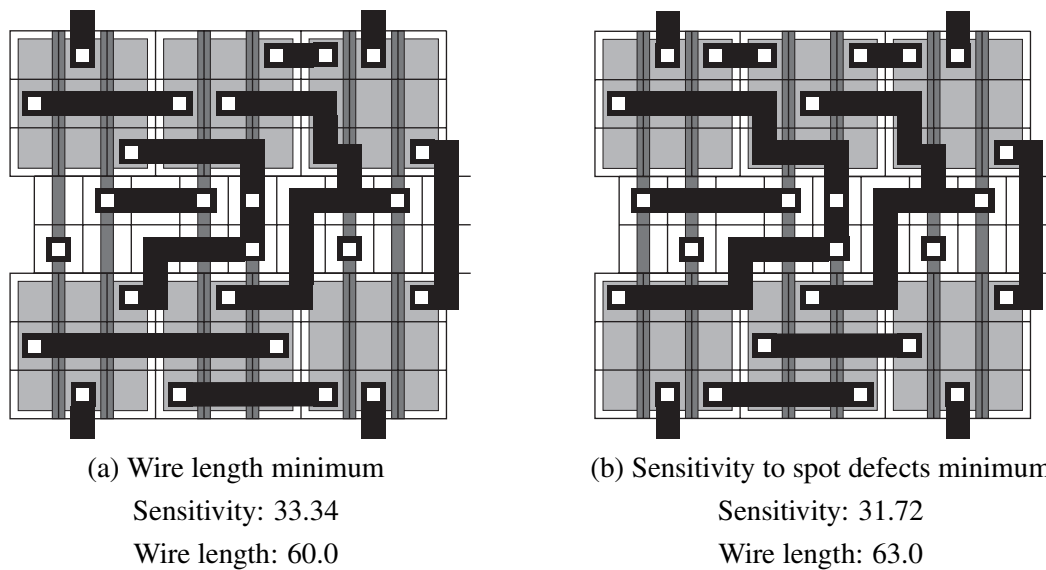 (a) Wire length minimum
Sensitivity: 33.34
Wire length: 60.0
(b) Sensitivity to spot defects minimum
Sensitivity: 31.72
Wire length: 63.0